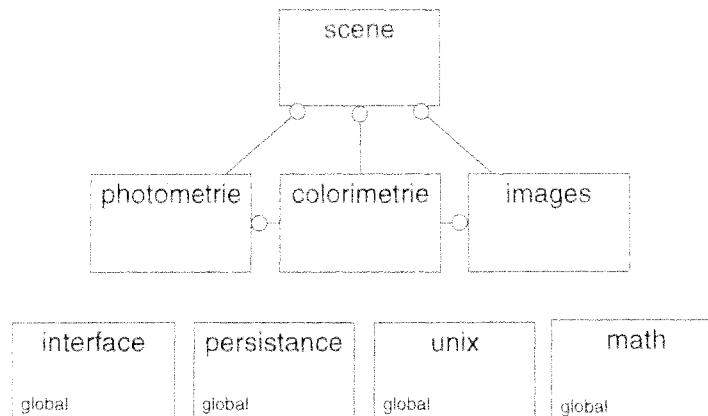 scene
photometrie colorimetrie images
interface persistance unix math
global global global global